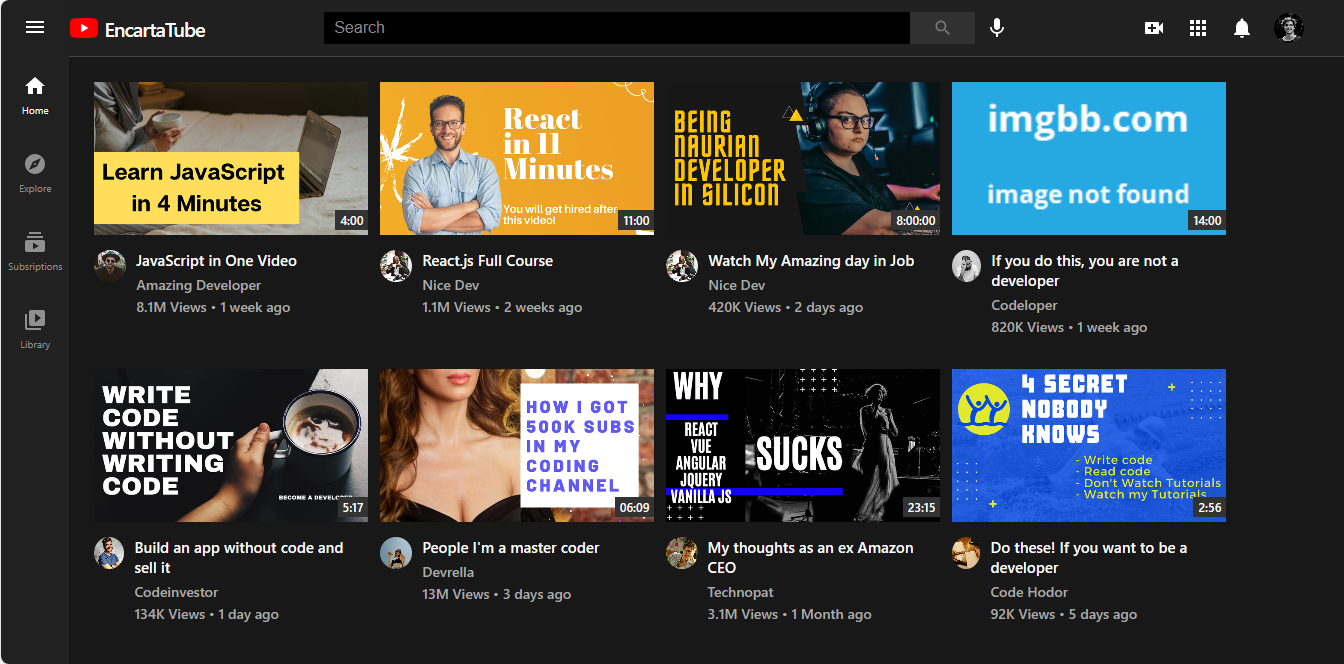 EncartaTube
Search
Home
Explore
Subsriptions
Library
Learn JavaScript
in 4 Minutes
4:00
JavaScript in One Video
Amazing Developer
8.1M Views • 1 week ago
React
in 11
Minutes
You will get hired after
this video!
11:00
React.js Full Course
Nice Dev
1.1M Views • 2 weeks ago
BEING
NAURIAN
DEVELOPER
IN SILICON
8:00:00
Watch My Amazing day in Job
Nice Dev
420K Views • 2 days ago
imgbb.com
image not found
14:00
If you do this, you are not a
developer
Codeloper
820K Views • 1 week ago
WRITE
CODE
WITHOUT
WRITING
CODE
BECOME A DEVELOPER
5:17
Build an app without code and
sell it
Codeinvestor
134K Views • 1 day ago
HOW I GOT
500K SUBS
IN MY
CODING
CHANNEL
06:09
People I'm a master coder
Devrella
13M Views • 3 days ago
WHY
REACT
VUE
ANGULAR
JQUERY
VANILLA JS
SUCKS
23:15
My thoughts as an ex Amazon
CEO
Technopat
3.1M Views • 1 Month ago
4 SECRET
NOBODY
KNOWS
- Write code
- Read code
- Don't Watch Tutorials
- Watch my Tutorials
2:56
Do these! If you want to be a
developer
Code Hodor
92K Views • 5 days ago